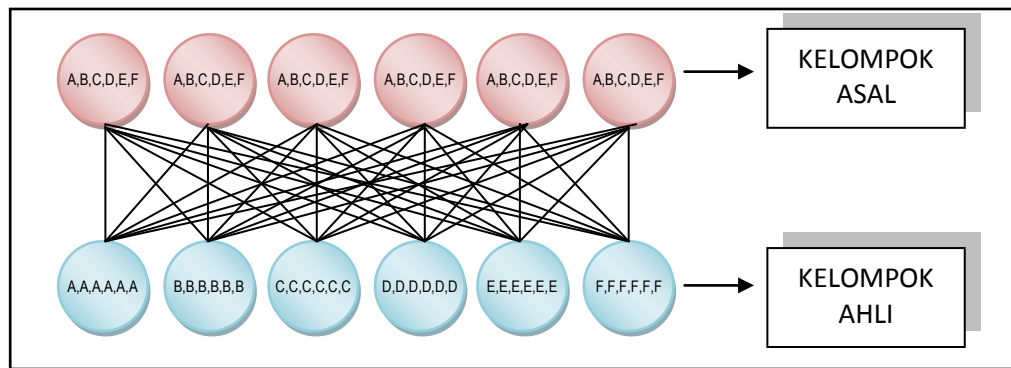 A,B,C,D,E,F A,B,C,D,E,F A,B,C,D,E,F A,B,C,D,E,F A,B,C,D,E,F A,B,C,D,E,F
KELOMPOK
ASAL
A,A,A,A,A,A B,B,B,B,B,B C,C,C,C,C,C D,D,D,D,D,D E,E,E,E,E,E F,F,F,F,F,F
KELOMPOK
AHLI